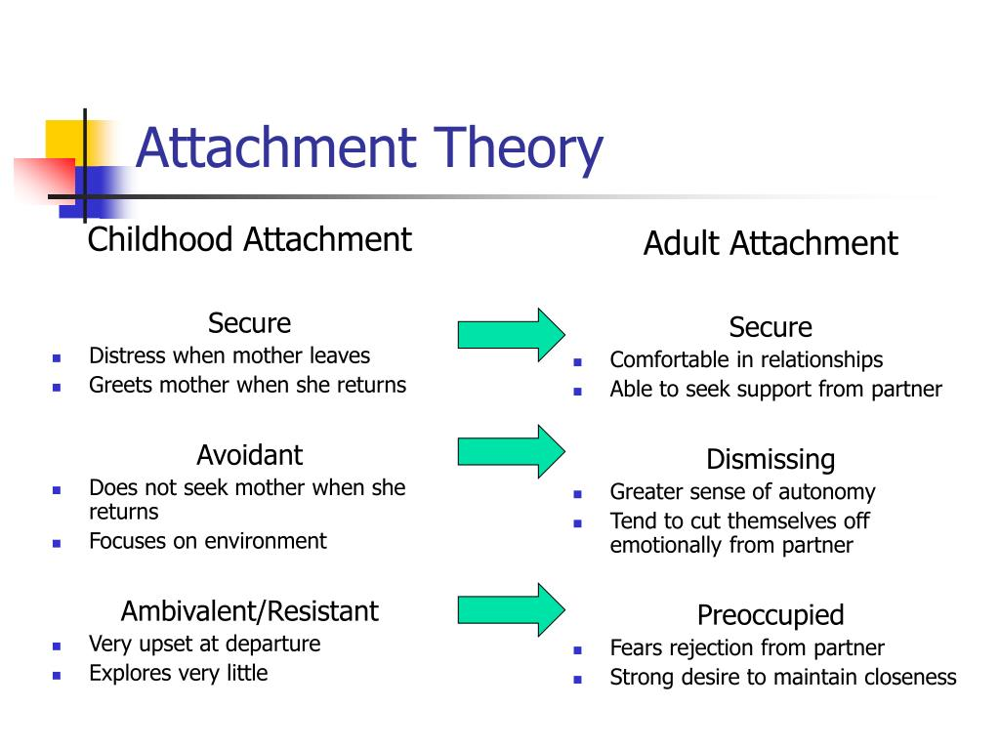 Attachment Theory
Childhood Attachment
Secure
Distress when mother leaves
Greets mother when she returns
Avoidant
Does not seek mother when she
returns
Focuses on environment
Ambivalent/Resistant
Very upset at departure
Explores very little
Adult Attachment
Secure
Comfortable in relationships
Able to seek support from partner
Dismissing
Greater sense of autonomy
Tend to cut themselves off
emotionally from partner
Preoccupied
Fears rejection from partner
Strong desire to maintain closeness